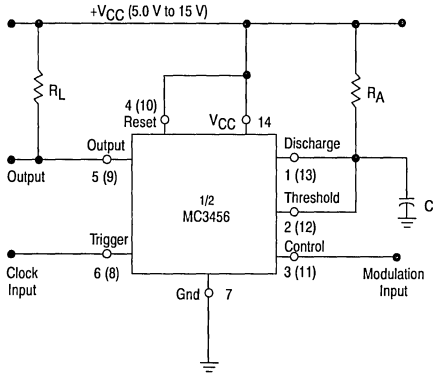 +VCC (5.0 V to 15 V)
RL
4 (10)
Reset
VCC
14
RA
Output
5 (9)
Output
Discharge
1 (13)
1/2
MC3456
Threshold
2 (12)
C
Trigger
6 (8)
Clock
Input
Control
3 (11)
Modulation
Input
Gnd
7